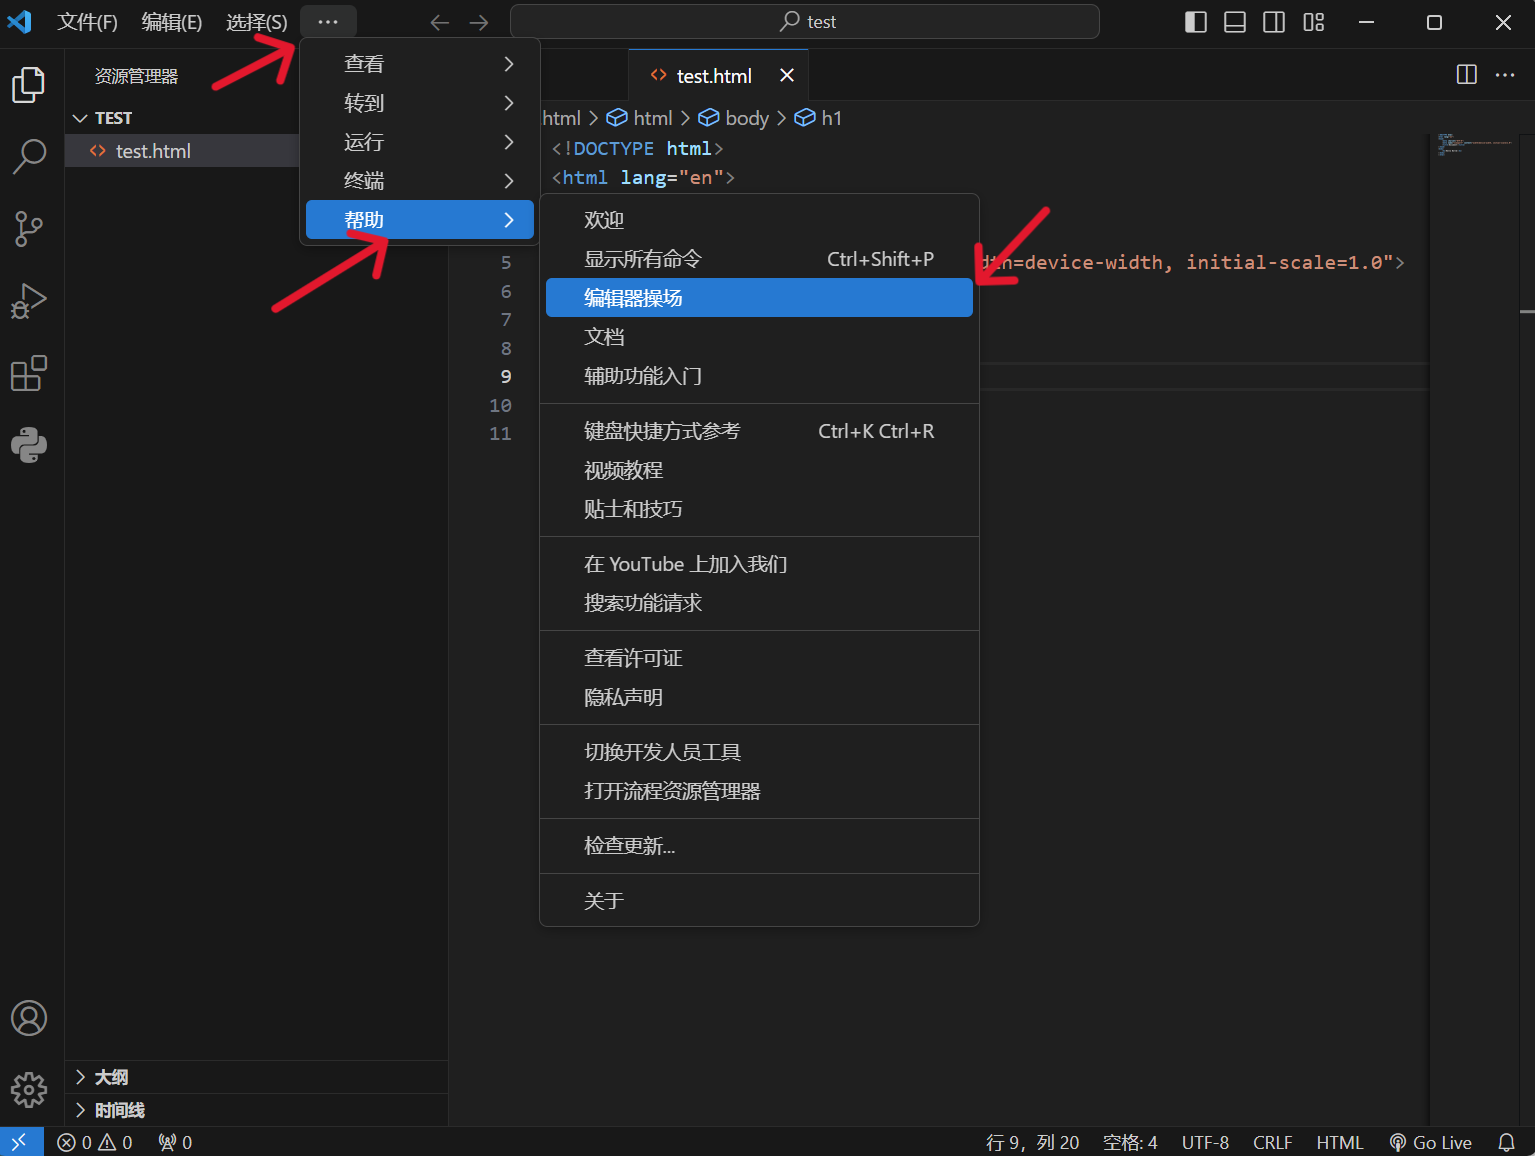 文件(F) 编辑(E) 选择(S) ··· test
资源管理器
TEST
test.html
查看
转到
运行
终端
帮助
test.html
html > html > body > h1
<!DOCTYPE html>
<html lang="en">
dth=device-width, initial-scale=1.0">
5
6
7
8
9
10
11
欢迎
显示所有命令 Ctrl+Shift+P
编辑器操场
文档
辅助功能入门
键盘快捷方式参考 Ctrl+K Ctrl+R
视频教程
贴士和技巧
在 YouTube 上加入我们
搜索功能请求
查看许可证
隐私声明
切换开发人员工具
打开流程资源管理器
检查更新...
关于
大纲
时间线
0 0 0 行 9，列 20 空格: 4 UTF-8 CRLF HTML Go Live